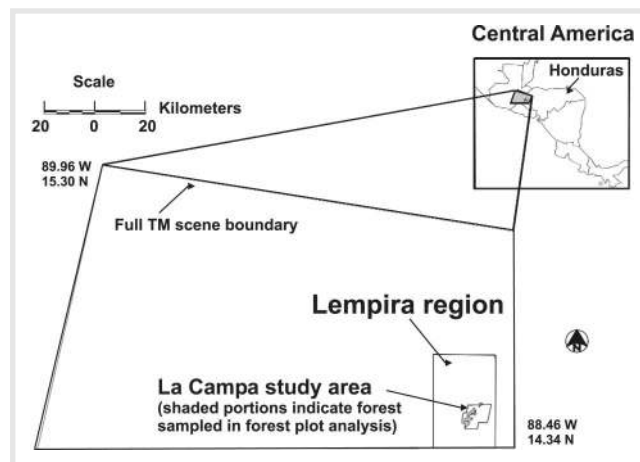 Central America
Honduras
Scale
Kilometers
20 0 20
89.96 W
15.30 N
Full TM scene boundary
Lempira region
N
La Campa study area
(shaded portions indicate forest
sampled in forest plot analysis)
88.46 W
14.34 N